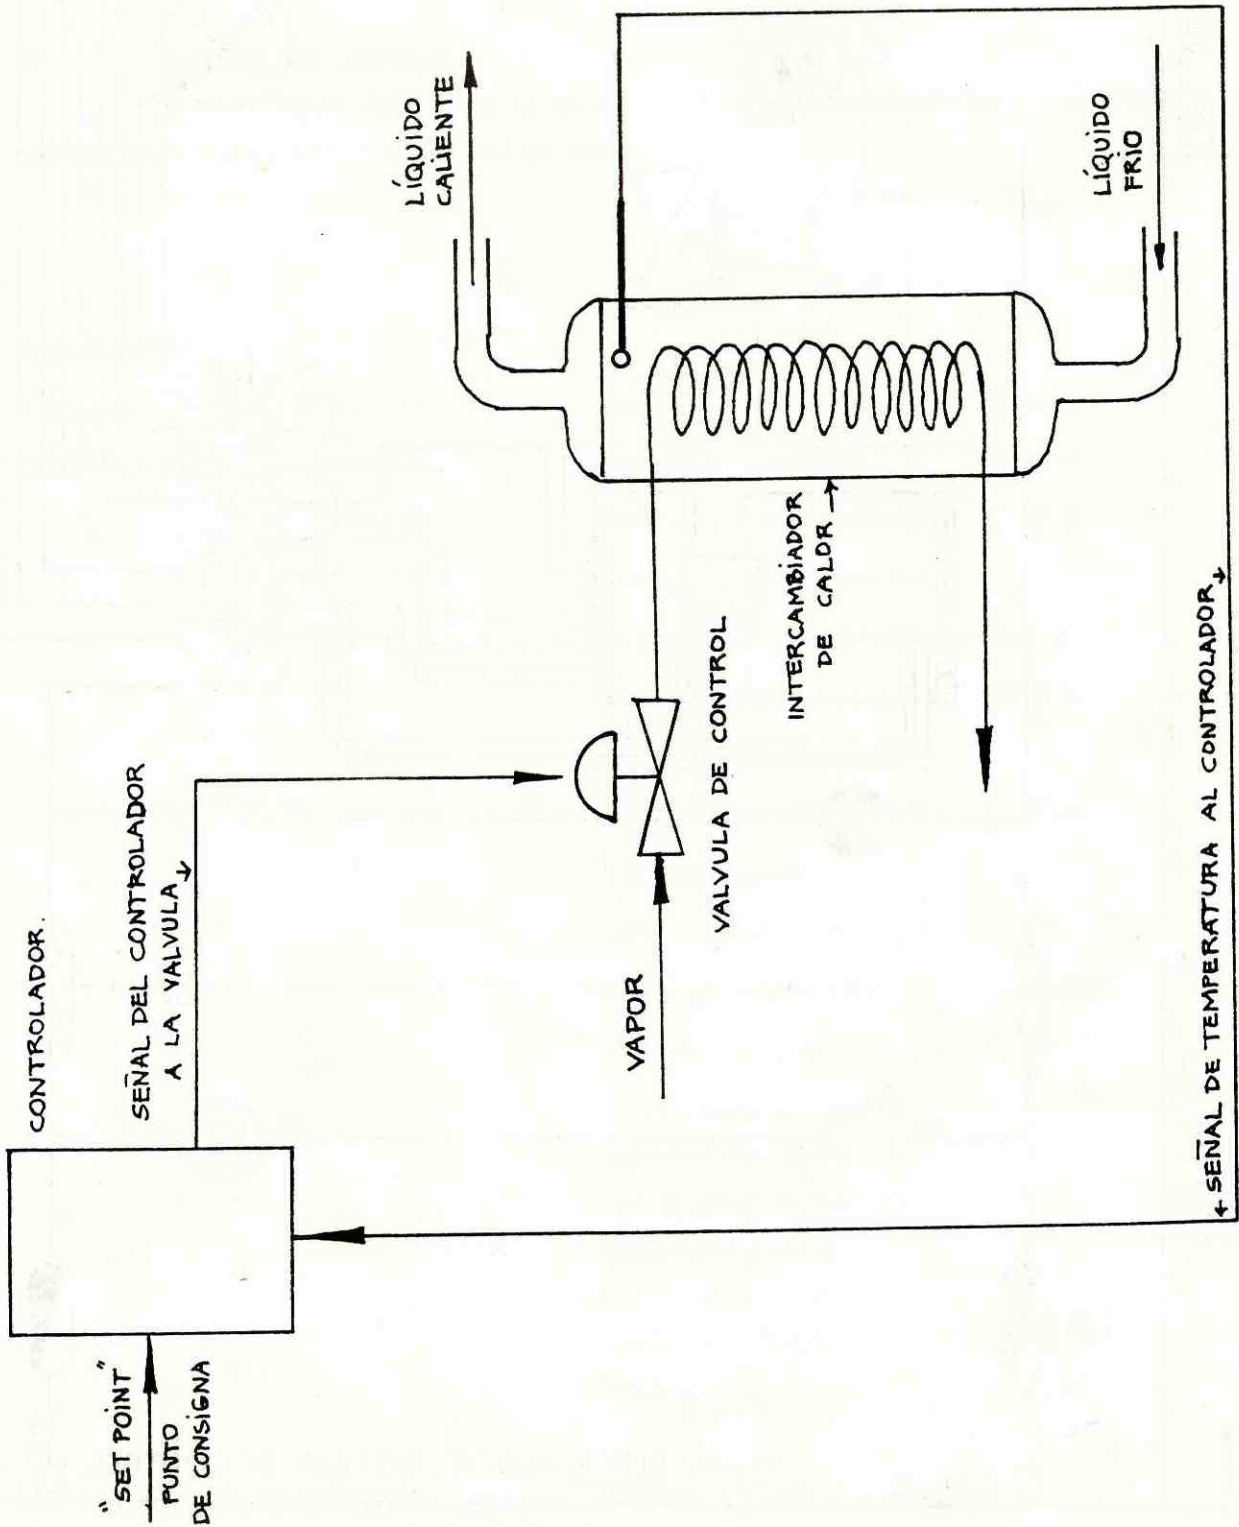 CONTROLADOR.
"SET POINT"
PUNTO
DE CONSIGNA
SEÑAL DEL CONTROLADOR
A LA VALVULA
LÍQUIDO
CALIENTE
VAPOR
VALVULA DE CONTROL
INTERCAMBIADOR
DE CALOR
LÍQUIDO
FRIO
SEÑAL DE TEMPERATURA AL CONTROLADOR